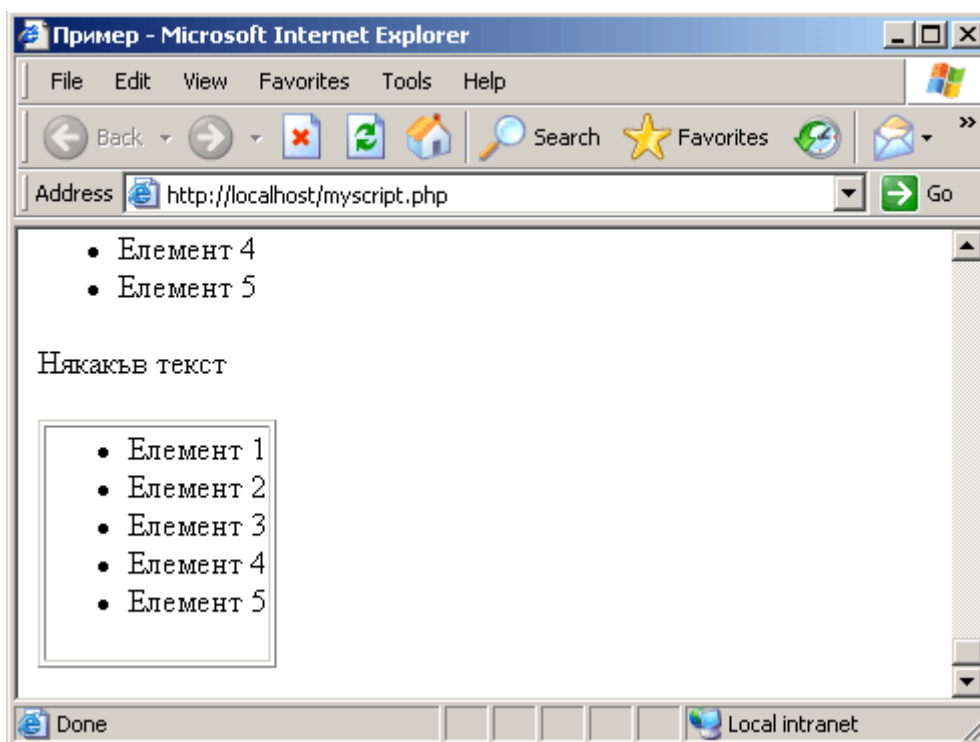 Пример - Microsoft Internet Explorer
File Edit View Favorites Tools Help
Back Search Favorites »
Address http://localhost/myscript.php Go
• Елемент 4
• Елемент 5
Някакъв текст
• Елемент 1
• Елемент 2
• Елемент 3
• Елемент 4
• Елемент 5
Done Local intranet